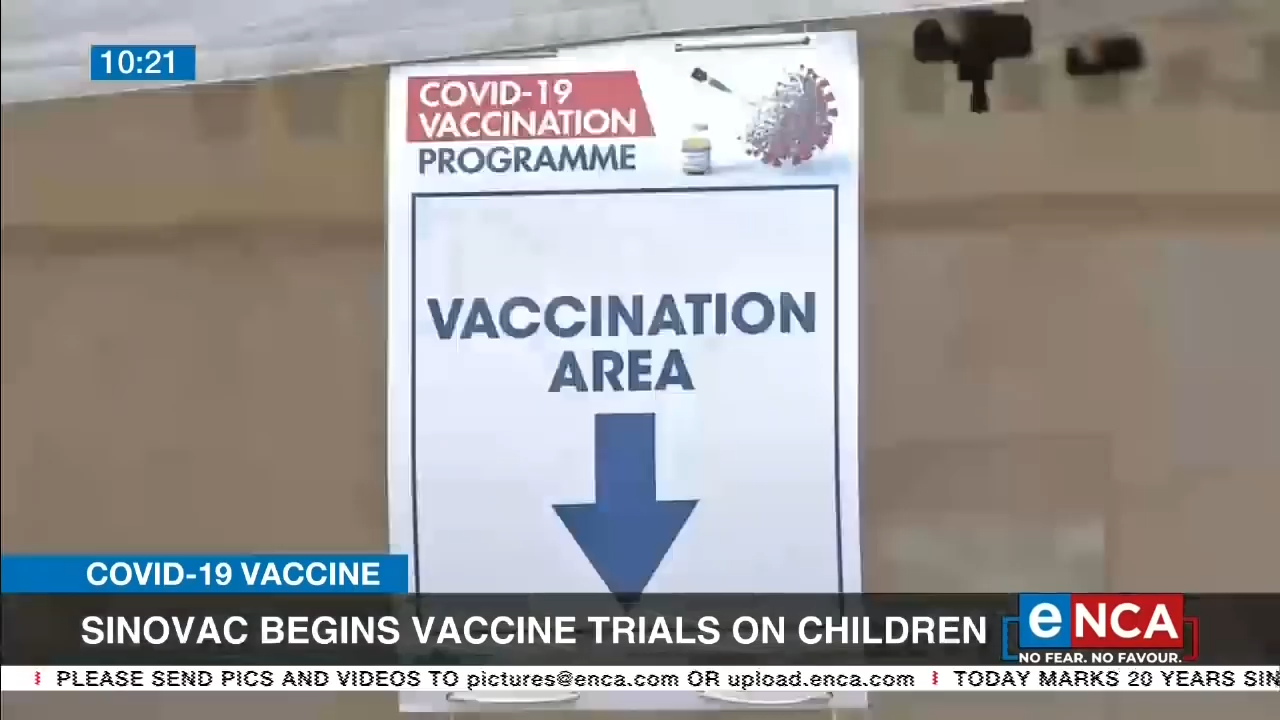 10:21
COVID-19
VACCINATION
PROGRAMME
VACCINATION
AREA
COVID-19 VACCINE
SINOVAC BEGINS VACCINE TRIALS ON CHILDREN
eNCA
NO FEAR. NO FAVOUR.
PLEASE SEND PICS AND VIDEOS TO pictures@enca.com OR upload.enca.com TODAY MARKS 20 YEARS SIN